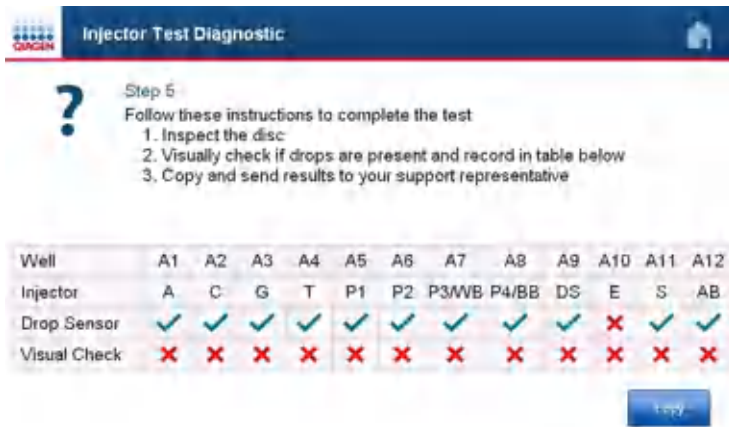 QIAGEN
Injector Test Diagnostic
Step 5
Follow these instructions to complete the test
1. Inspect the disc
2. Visually check if drops are present and record in table below
3. Copy and send results to your support representative
Well A1 A2 A3 A4 A5 A6 A7 A8 A9 A10 A11 A12
Injector A C G T P1 P2 P3/WB P4/BB DS E S AB
Drop Sensor
Visual Check
Copy